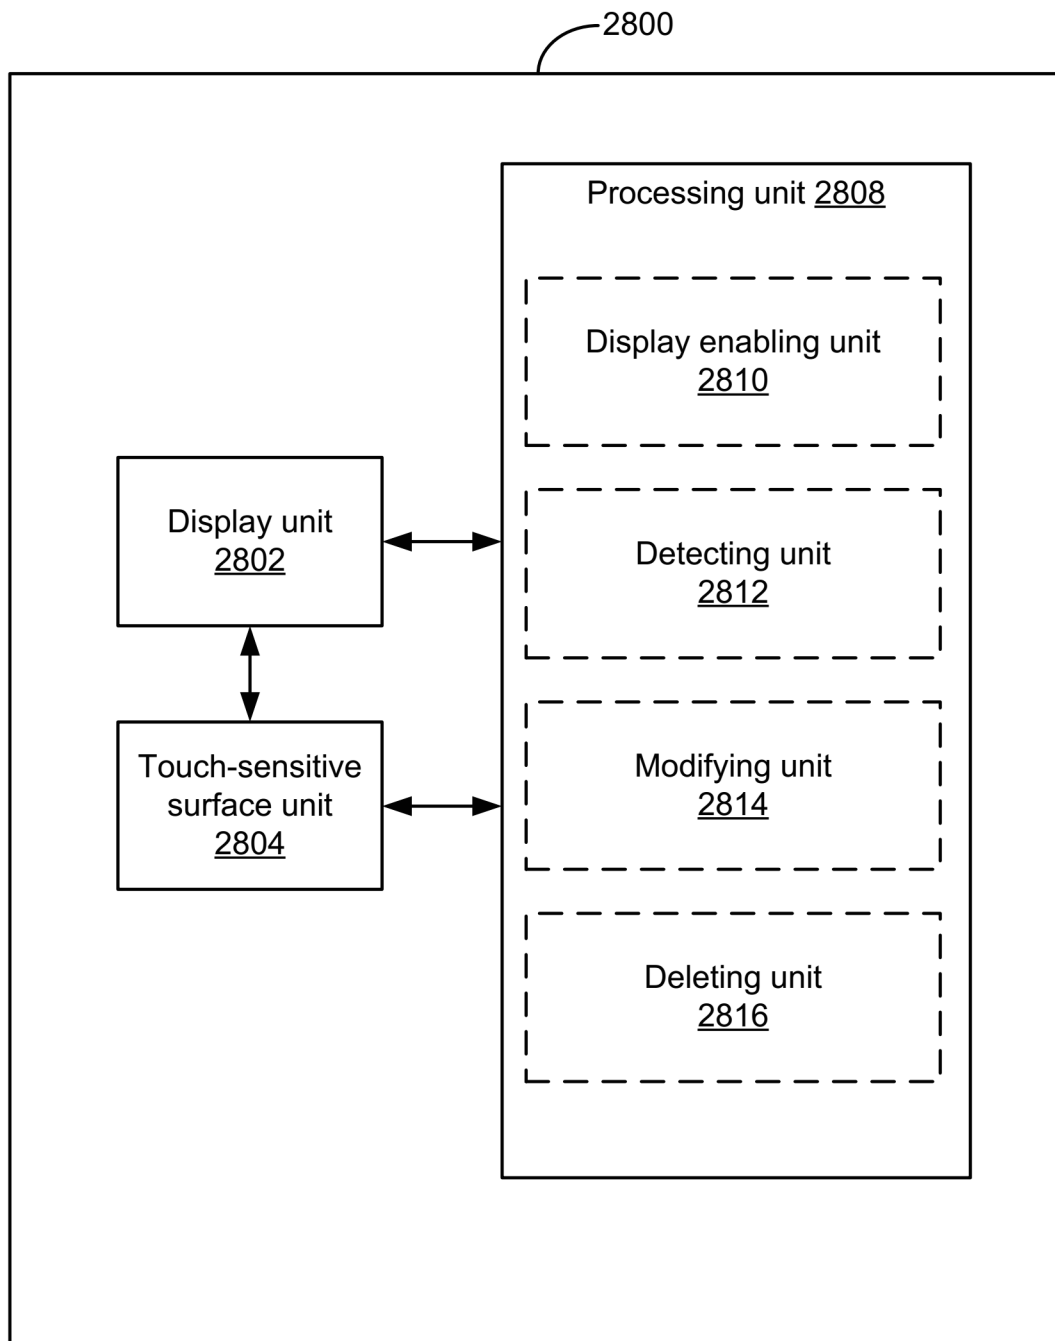 2800
Processing unit 2808
Display enabling unit
2810
Display unit
2802
Detecting unit
2812
Touch-sensitive
surface unit
2804
Modifying unit
2814
Deleting unit
2816